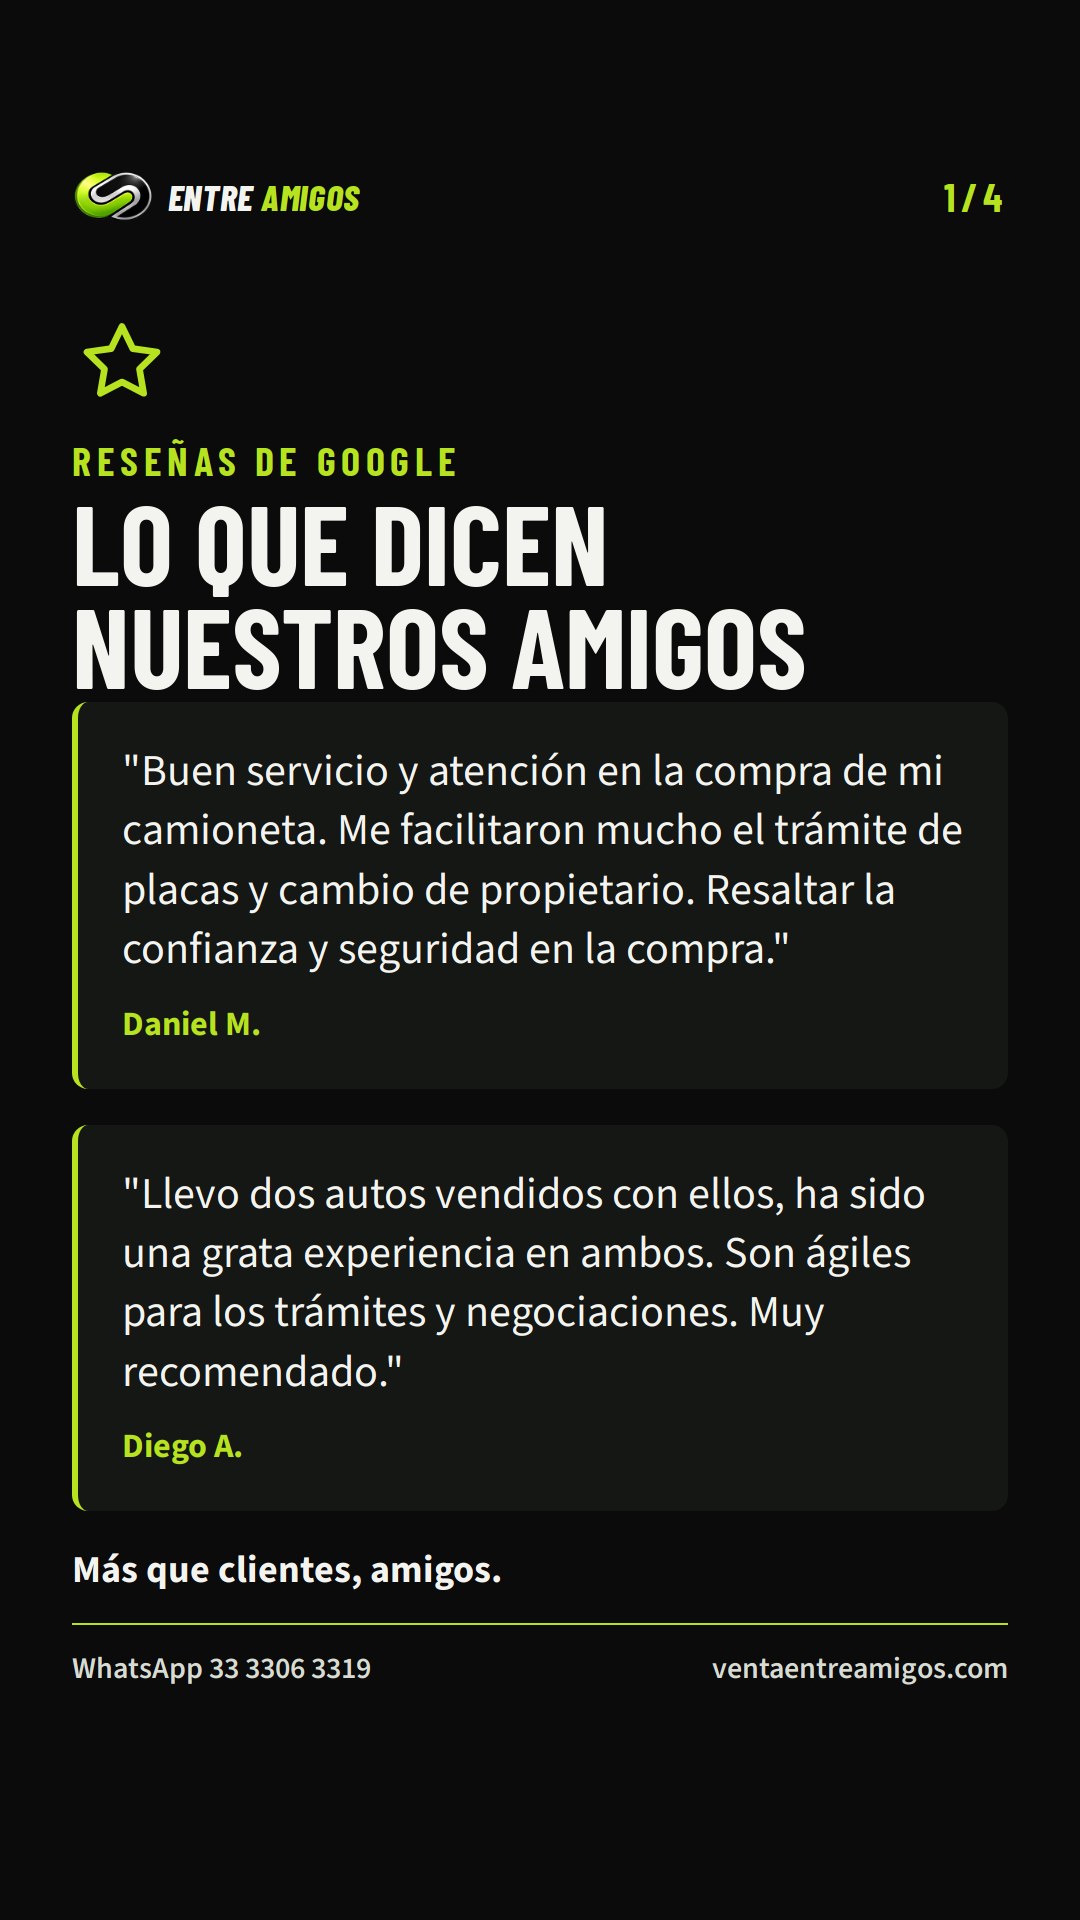 ENTRE AMIGOS
1/4
RESEÑAS DE GOOGLE
LO QUE DICEN
NUESTROS AMIGOS
"Buen servicio y atención en la compra de mi
camioneta. Me facilitaron mucho el trámite de
placas y cambio de propietario. Resaltar la
confianza y seguridad en la compra."
Daniel M.
"Llevo dos autos vendidos con ellos, ha sido
una grata experiencia en ambos. Son ágiles
para los trámites y negociaciones. Muy
recomendado."
Diego A.
Más que clientes, amigos.
WhatsApp 33 3306 3319
ventaentreamigos.com